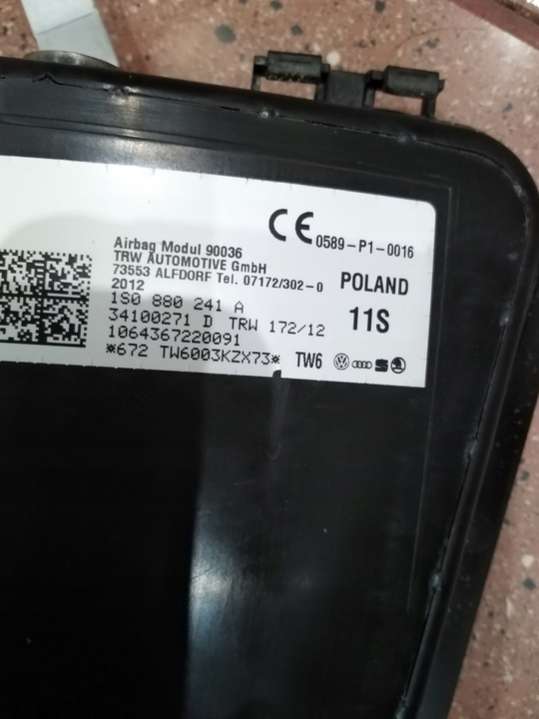 CE 0589-P1-0016
Airbag Modul 90036
TRW AUTOMOTIVE GmbH
73553 ALFDORF Tel. 07172/302-0
2012
POLAND
1S0 880 241 A
34100271 D TRW 172/12
11S
1064367220091
*672 TW6003KZX73* TW6